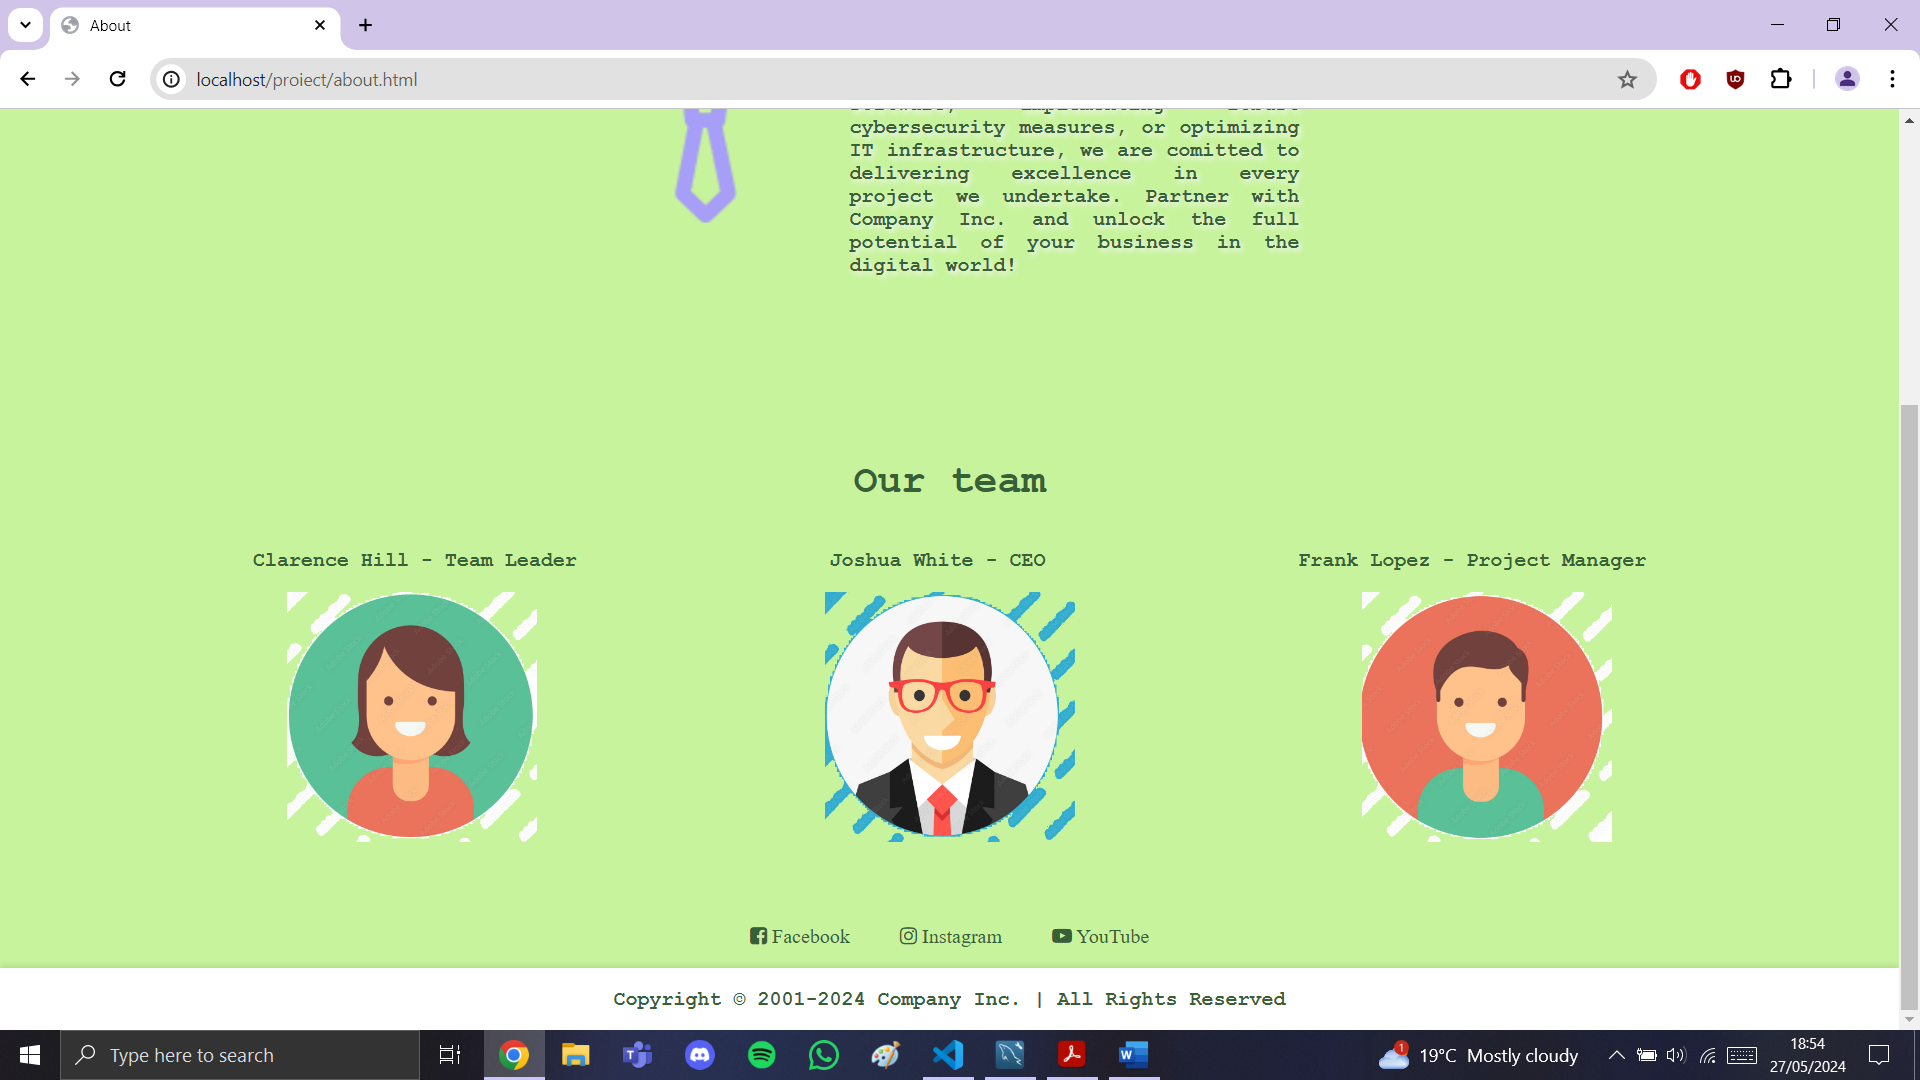 About
localhost/proiect/about.html
cybersecurity measures, or optimizing
IT infrastructure, we are comitted to
delivering excellence in every
project we undertake. Partner with
Company Inc. and unlock the full
potential of your business in the
digital world!
Our team
Clarence Hill - Team Leader
Joshua White - CEO
Frank Lopez - Project Manager
Facebook
Instagram
YouTube
Copyright © 2001-2024 Company Inc. | All Rights Reserved
Type here to search
1
19°C Mostly cloudy
18:54
27/05/2024